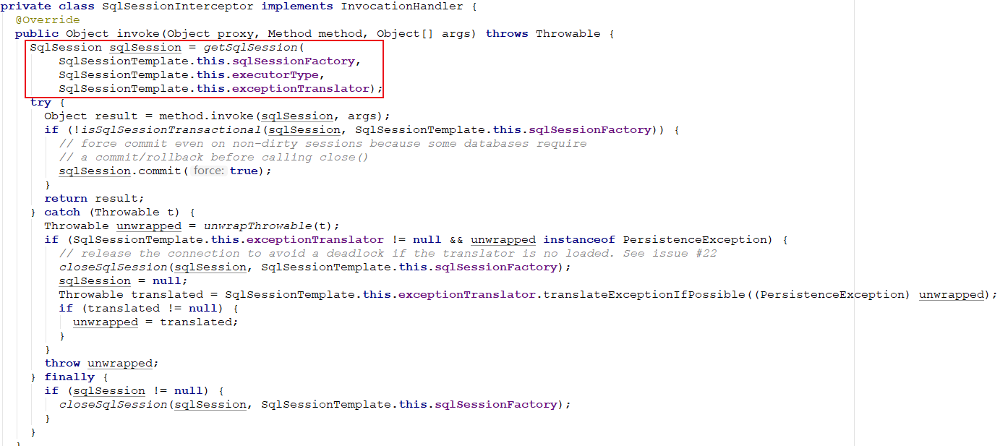 private class SqlSessionInterceptor implements InvocationHandler {
@Override
public Object invoke(Object proxy, Method method, Object[] args) throws Throwable {
SqlSession sqlSession = getSqlSession(
SqlSessionTemplate.this.sqlSessionFactory,
SqlSessionTemplate.this.executorType,
SqlSessionTemplate.this.exceptionTranslator);
try {
Object result = method.invoke(sqlSession, args);
if (!isSqlSessionTransactional(sqlSession, SqlSessionTemplate.this.sqlSessionFactory)) {
// force commit even on non-dirty sessions because some databases require
// a commit/rollback before calling close()
sqlSession.commit( force: true);
}
return result;
} catch (Throwable t) {
Throwable unwrapped = unwrapThrowable(t);
if (SqlSessionTemplate.this.exceptionTranslator != null && unwrapped instanceof PersistenceException) {
// release the connection to avoid a deadlock if the translator is no loaded. See issue #22
closeSqlSession(sqlSession, SqlSessionTemplate.this.sqlSessionFactory);
sqlSession = null;
Throwable translated = SqlSessionTemplate.this.exceptionTranslator.translateExceptionIfPossible((PersistenceException) unwrapped);
if (translated != null) {
unwrapped = translated;
}
}
throw unwrapped;
} finally {
if (sqlSession != null) {
closeSqlSession(sqlSession, SqlSessionTemplate.this.sqlSessionFactory);
}
}
}